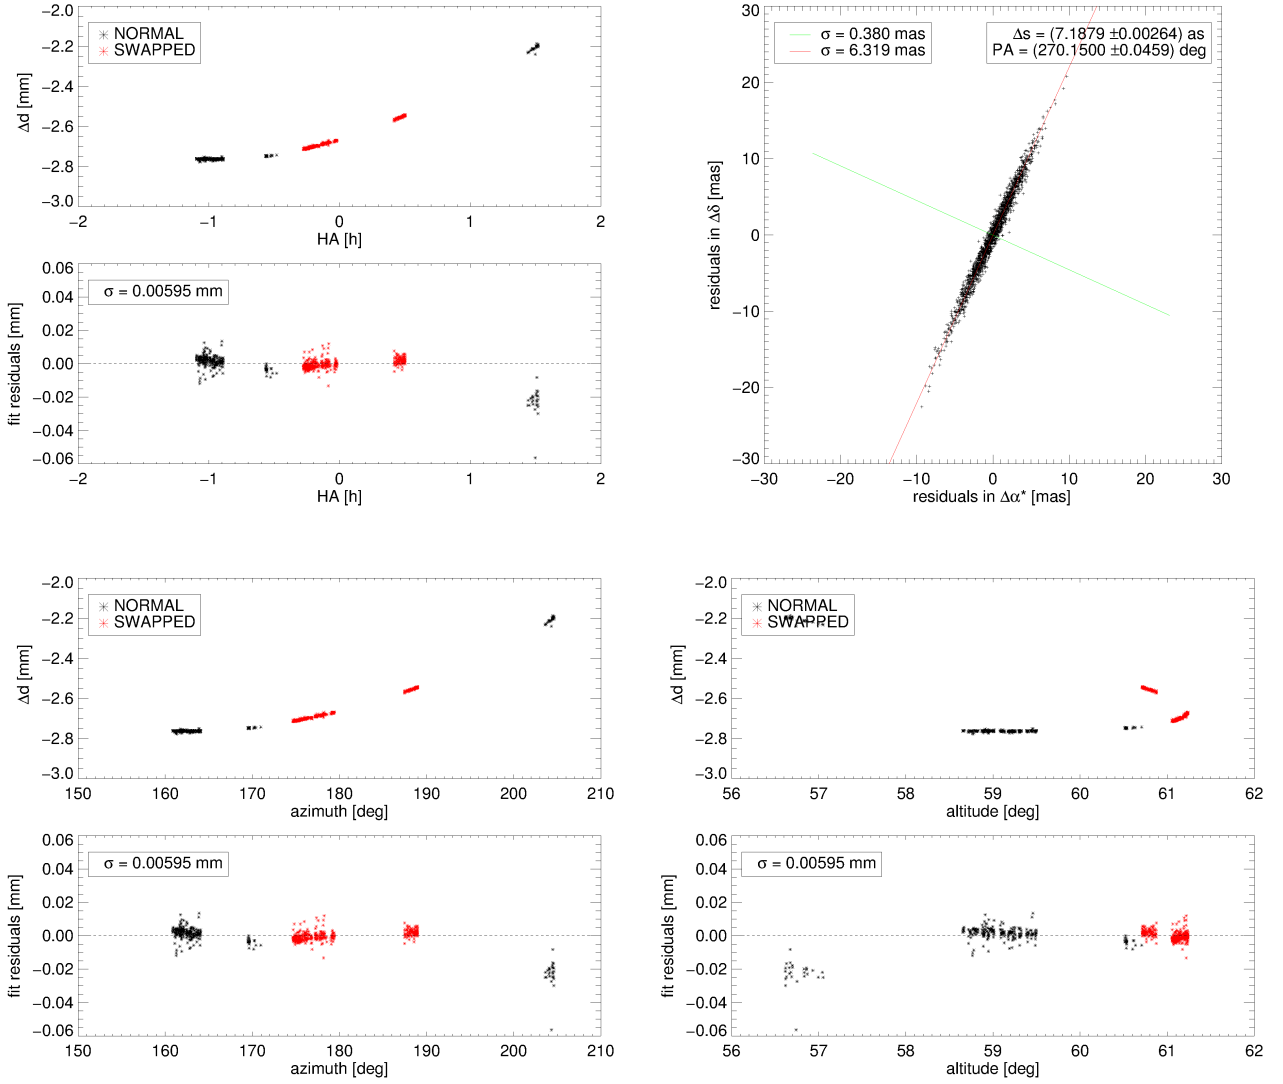 −2.0
−2.2
−2.4
−2.6
−2.8
−3.0
Δd [mm]
NORMAL
SWAPPED
−2 −1 0 1 2
HA [h]
0.06
0.04
0.02
0.00
−0.02
−0.04
−0.06
fit residuals [mm]
σ = 0.00595 mm
−2 −1 0 1 2
HA [h]
30
20
10
0
−10
−20
−30
residuals in Δδ [mas]
σ = 0.380 mas
σ = 6.319 mas
Δs = (7.1879 ±0.00264) as
PA = (270.1500 ±0.0459) deg
−30 −20 −10 0 10 20 30
residuals in Δα* [mas]
−2.0
−2.2
−2.4
−2.6
−2.8
−3.0
Δd [mm]
NORMAL
SWAPPED
150 160 170 180 190 200 210
azimuth [deg]
0.06
0.04
0.02
0.00
−0.02
−0.04
−0.06
fit residuals [mm]
σ = 0.00595 mm
150 160 170 180 190 200 210
azimuth [deg]
−2.0
−2.2
−2.4
−2.6
−2.8
−3.0
Δd [mm]
NORMAL
SWAPPED
56 57 58 59 60 61 62
altitude [deg]
0.06
0.04
0.02
0.00
−0.02
−0.04
−0.06
fit residuals [mm]
σ = 0.00595 mm
56 57 58 59 60 61 62
altitude [deg]